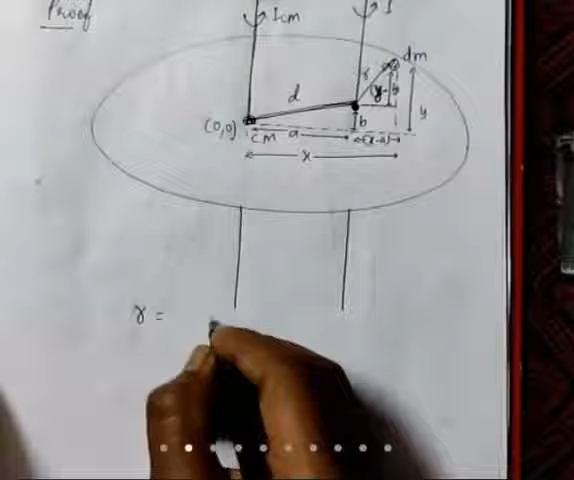 Proof
Icm
I
dm
r
d
(y-b)
y
(0,0)
b
a
cm
(x-a)
x
r =